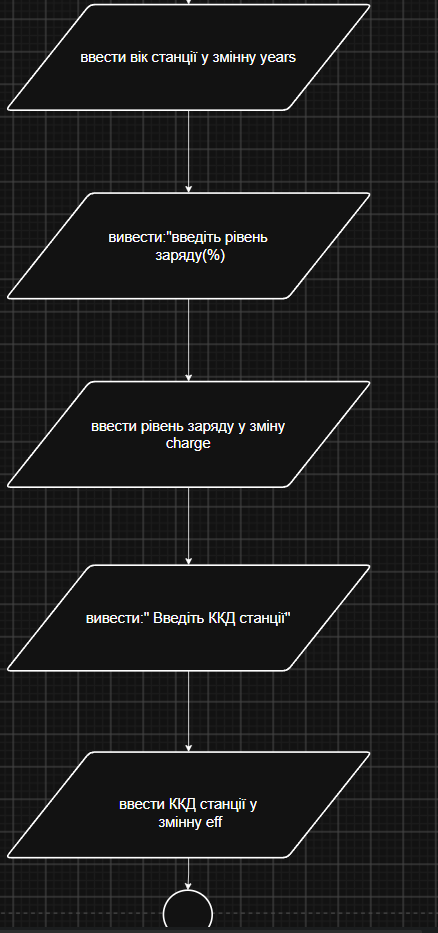 ввести вік станції у змінну years
вивести:"введіть рівень
заряду(%)
ввести рівень заряду у зміну
charge
вивести:" Введіть ККД станції"
ввести ККД станції у
змінну eff